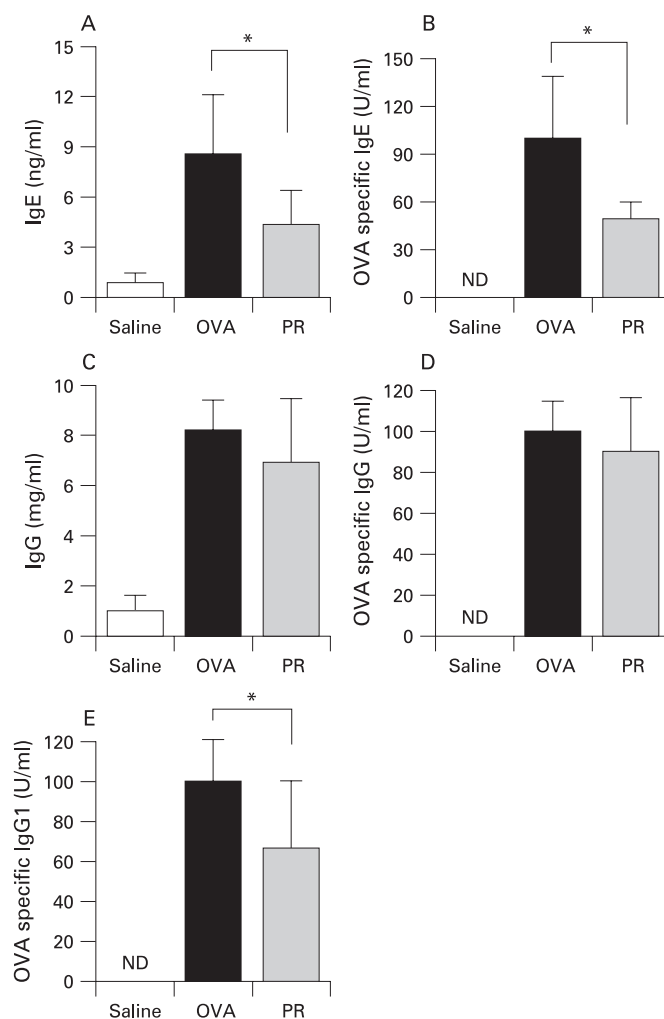 A
IgE (ng/ml)
15
12
9
6
3
0
*
Saline OVA PR
B
OVA specific IgE (U/ml)
150
120
90
60
30
0
*
ND
Saline OVA PR
C
IgG (mg/ml)
10
8
6
4
2
0
Saline OVA PR
D
OVA specific IgG (U/ml)
120
100
80
60
40
20
0
ND
Saline OVA PR
E
OVA specific IgG1 (U/ml)
120
100
80
60
40
20
0
*
ND
Saline OVA PR